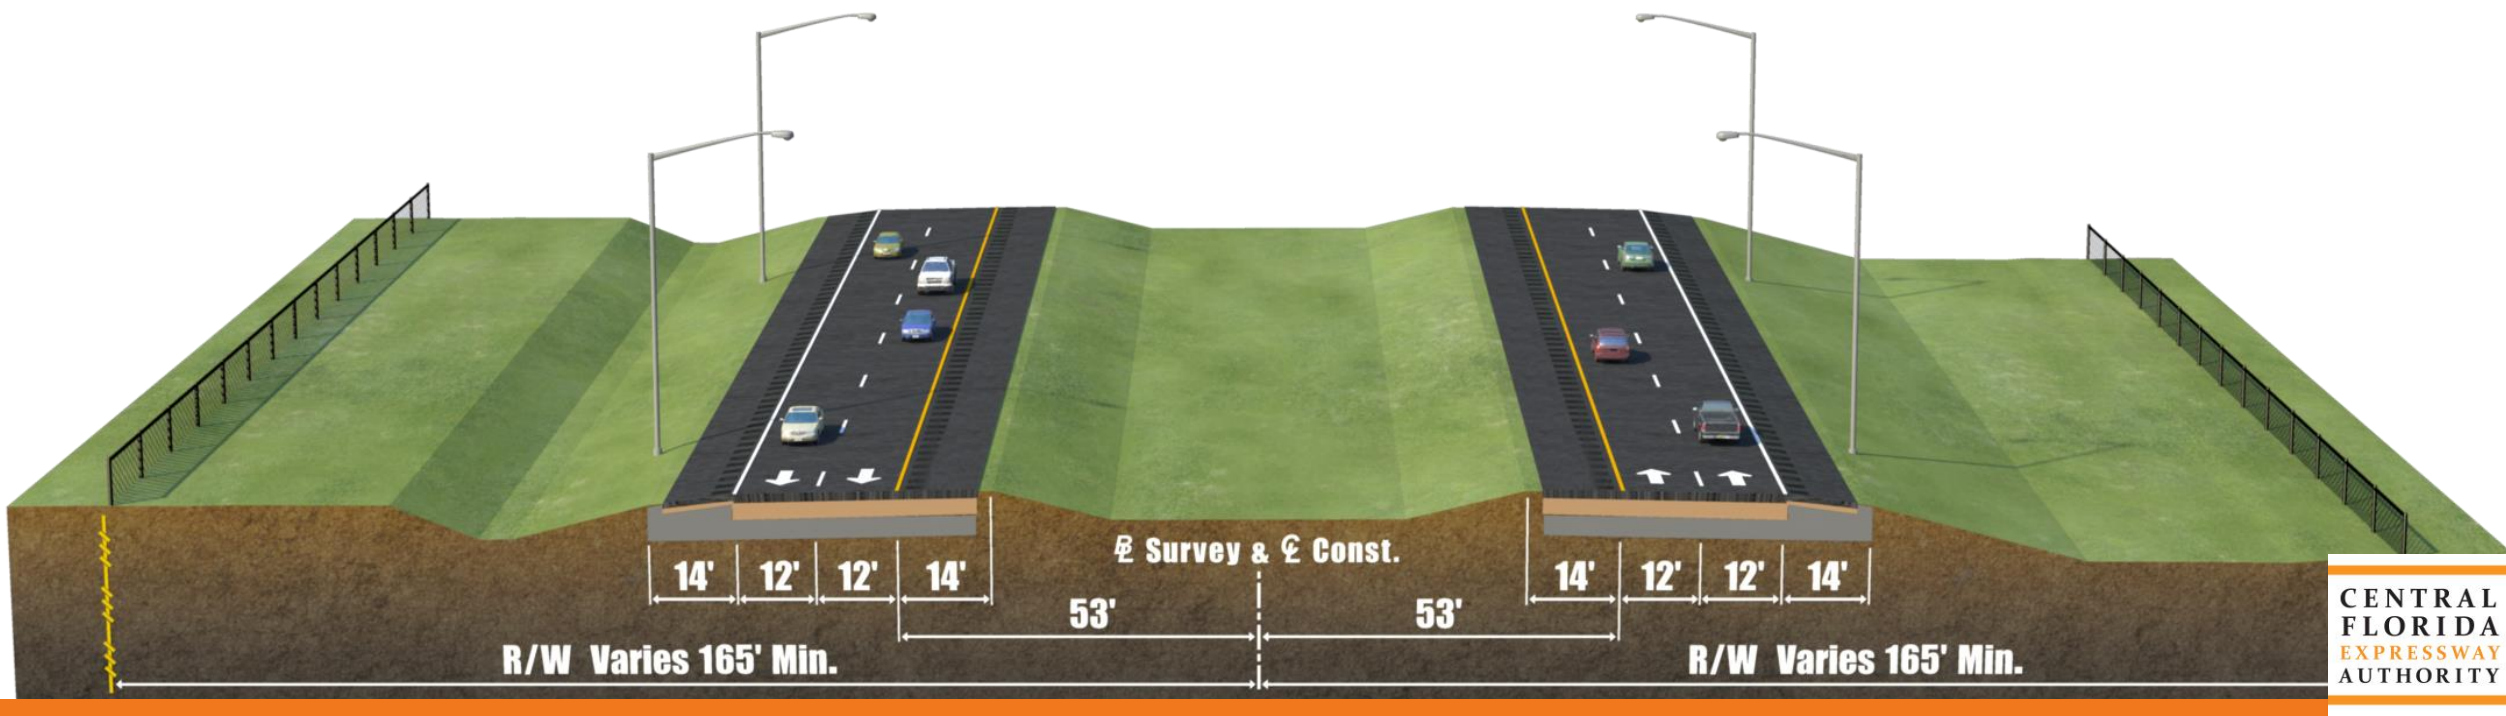 ⅊ Survey & ℄ Const.
14' 12' 12' 14'
14' 12' 12' 14'
53' 53'
R/W Varies 165' Min.
R/W Varies 165' Min.
CENTRAL
FLORIDA
EXPRESSWAY
AUTHORITY